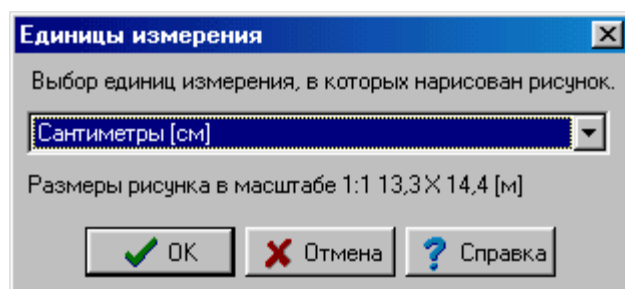 Единицы измерения
Выбор единиц измерения, в которых нарисован рисунок.
Сантиметры [см]
Размеры рисунка в масштабе 1:1 13,3 X 14,4 [м]
OK Отмена Справка